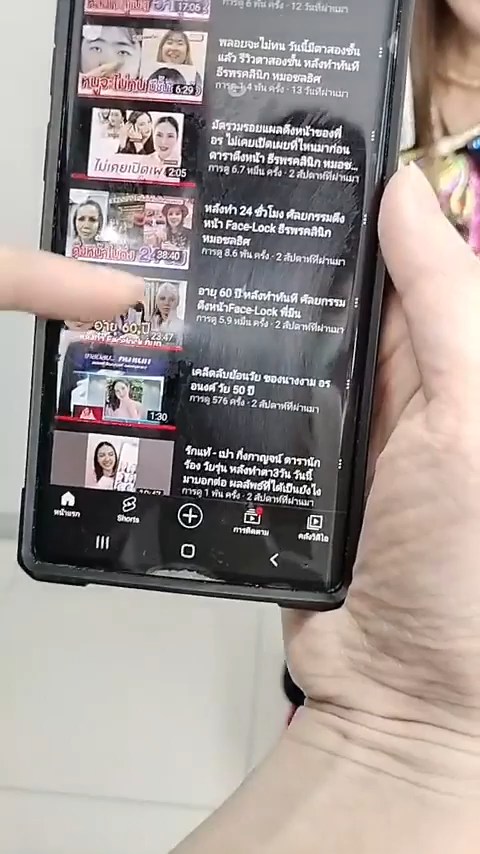 17:06
การดู 6 พัน ครั้ง · 12 วันที่ผ่านมา
พลอยจะไม่ทน วันนี้มีตาสองชั้น
แล้ว รีวิวตาสองชั้น หลังทำทันที
ธีรพรคลินิก หมอชลธิศ
การดู 1.4 พัน ครั้ง · 13 วันที่ผ่านมา
6:29
มัดรวมรอยแผลดึงหน้าของพี่
อร ไม่เคยเปิดเผยที่ไหนมาก่อน
ดาราดึงหน้า ธีรพรคลินิก หมอช...
การดู 6.7 หมื่น ครั้ง · 2 สัปดาห์ที่ผ่านมา
ไม่เคยเปิดเผ
2:05
หลังทำ 24 ชั่วโมง ศัลยกรรมดึง
หน้า Face-Lock ธีรพรคลินิก
หมอชลธิศ
การดู 8.6 พัน ครั้ง · 2 สัปดาห์ที่ผ่านมา
38:40
อายุ 60 ปี หลังทำทันที ศัลยกรรม
ดึงหน้าFace-Lock พี่มืน
การดู 5.9 หมื่น ครั้ง · 2 สัปดาห์ที่ผ่านมา
อายุ 60 ปี
23:47
เคล็ดลับย้อนวัย ของนางงาม อร
อนงค์ วัย 50 ปี
การดู 576 ครั้ง · 2 สัปดาห์ที่ผ่านมา
1:30
รักแท้ - เปา กิ่งกาญจน์ ดารานัก
ร้อง วัยรุ่น หลังทำตา3วัน วันนี้
มาบอกต่อ ผลลัพธ์ที่ได้เป็นยังไง
การดู 1 พัน ครั้ง · 2 สัปดาห์ที่ผ่านมา
หน้าแรก
Shorts
การติดตาม
คลังวิดีโอ